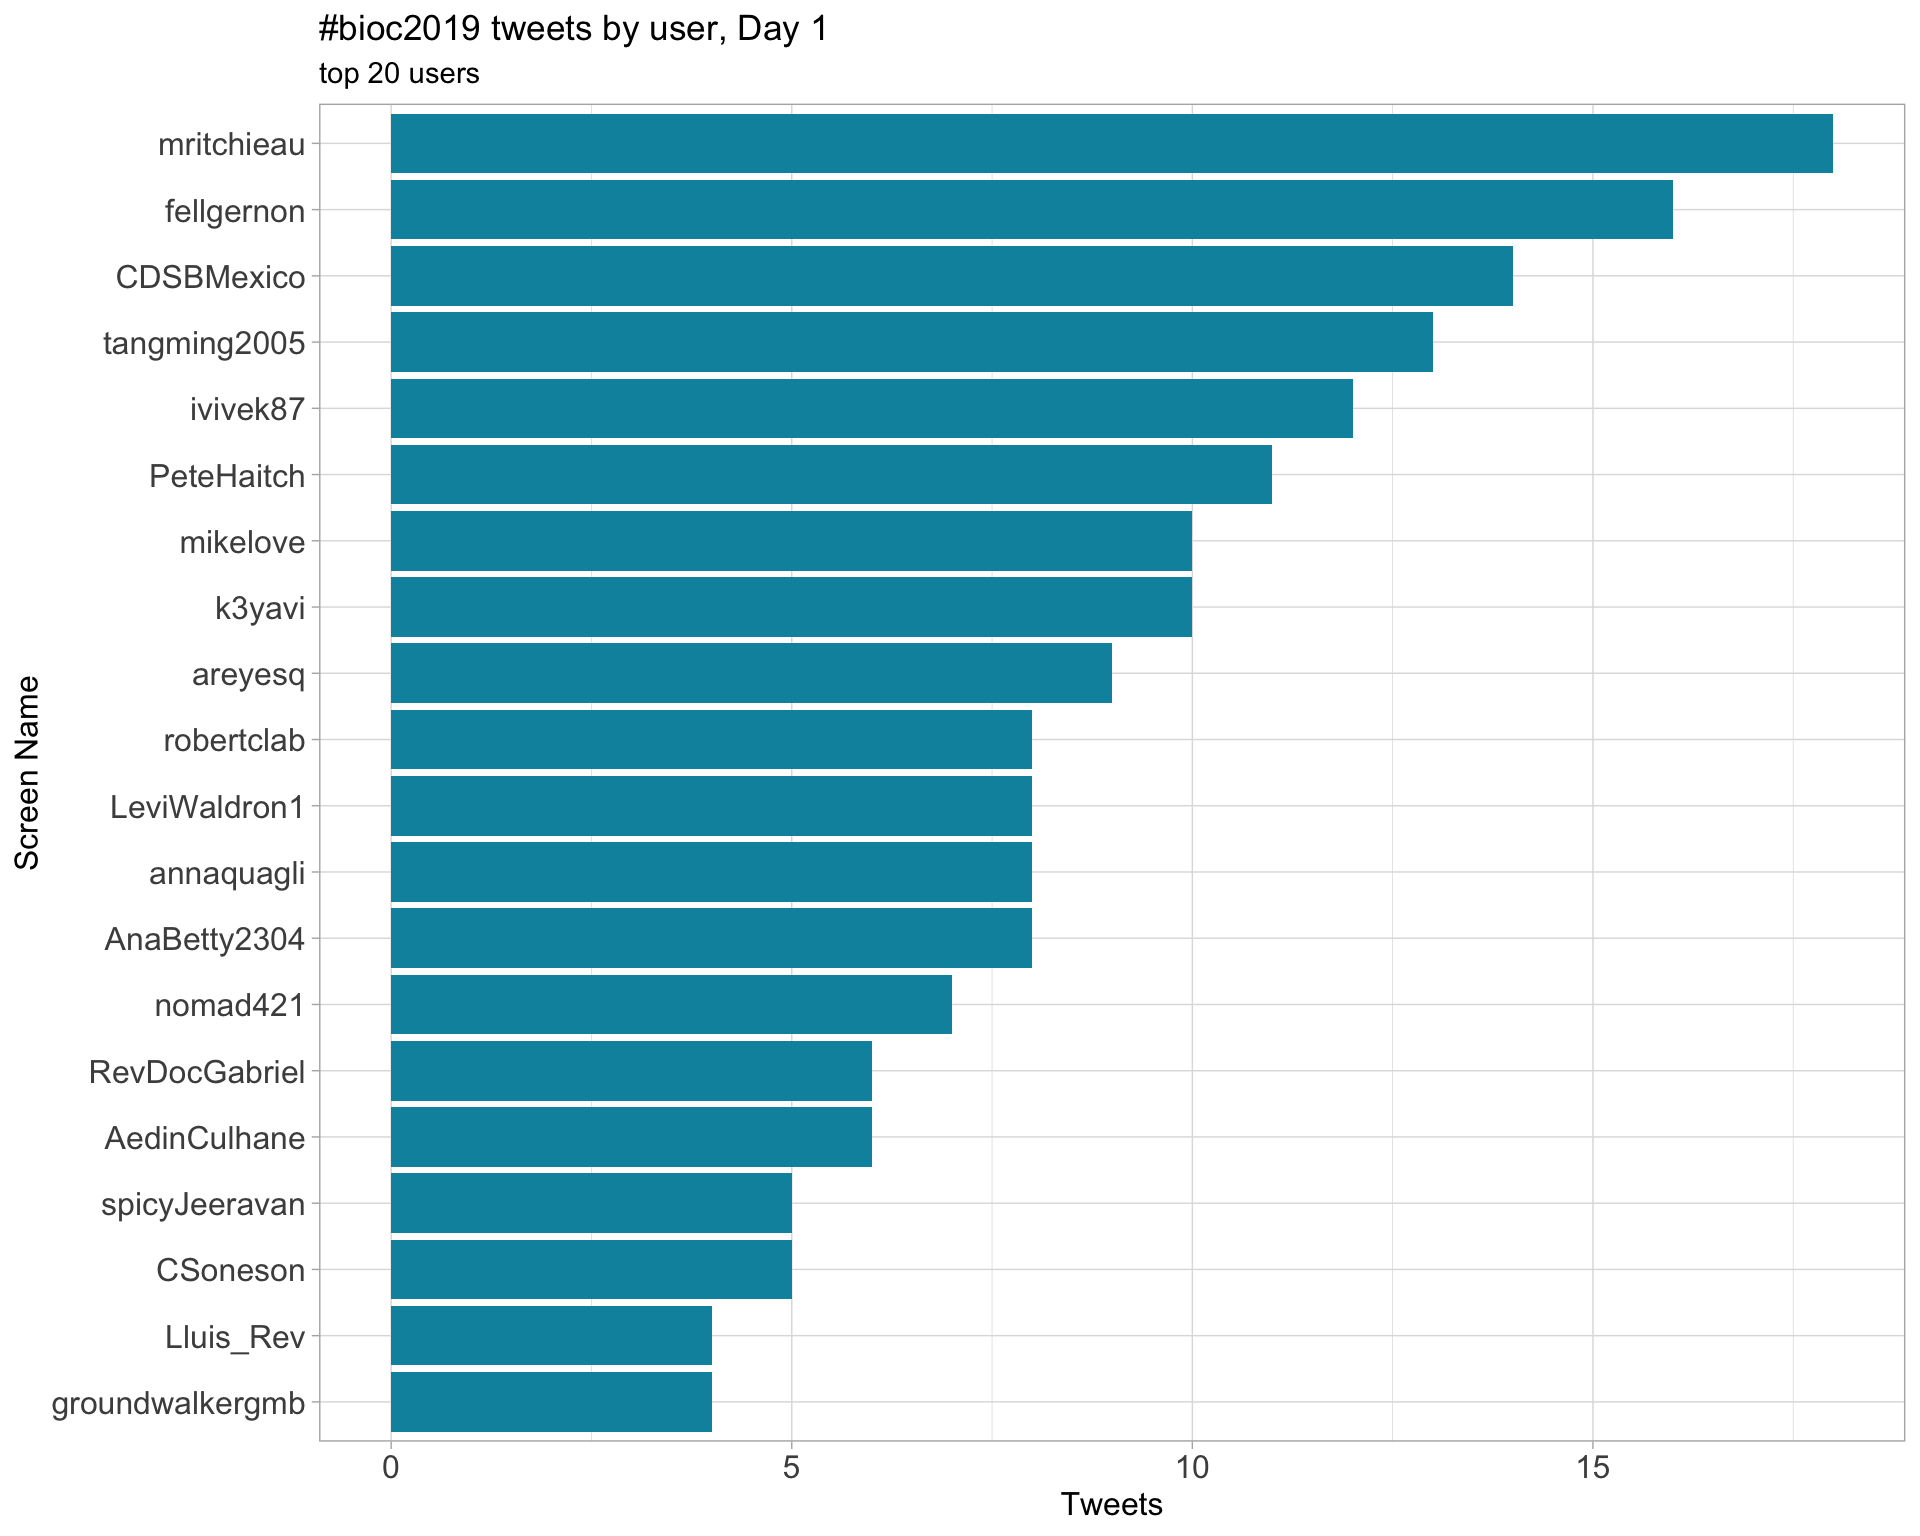 #bioc2019 tweets by user, Day 1
top 20 users
mritchieau
fellgernon
CDSBMexico
tangming2005
ivivek87
PeteHaitch
mikelove
k3yavi
areyesq
robertclab
LeviWaldron1
annaquagli
AnaBetty2304
nomad421
RevDocGabriel
AedinCulhane
spicyJeeravan
CSoneson
Lluis_Rev
groundwalkergmb
Screen Name
0 5 10 15
Tweets